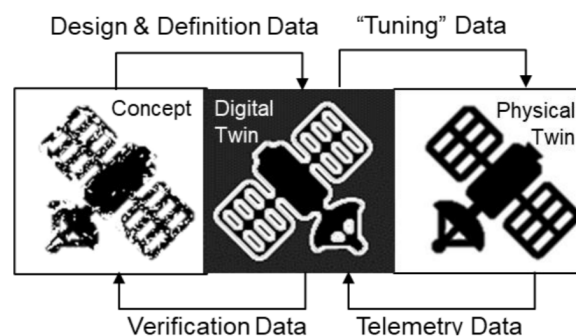 Design & Definition Data
“Tuning” Data
Concept
Digital
Twin
Physical
Twin
Verification Data
Telemetry Data